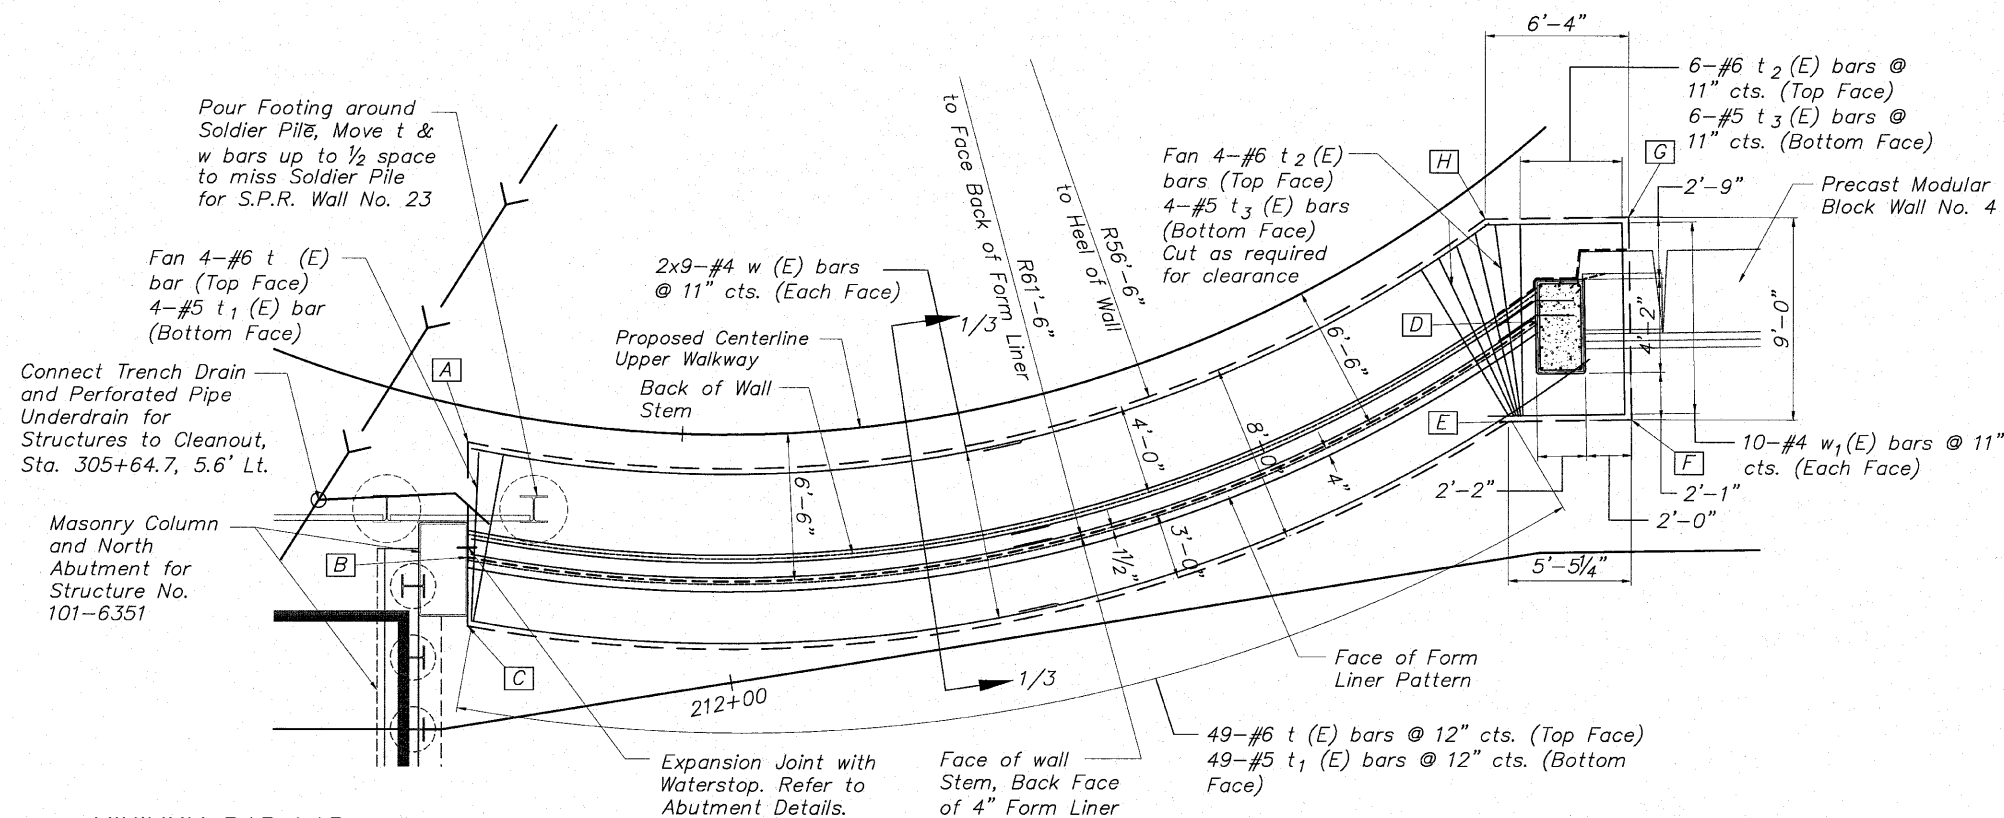 6'-4"
6-#6 t 2 (E) bars @
11" cts. (Top Face)
6-#5 t 3 (E) bars @
11" cts. (Bottom Face)
Pour Footing around
Soldier Pile, Move t &
w bars up to ½ space
to miss Soldier Pile
for S.P.R. Wall No. 23
to Face Back of Form Liner
R61'-6"
to Heel of Wall
R56'-6"
Fan 4-#6 t 2 (E)
bars (Top Face)
4-#5 t 3 (E) bars
(Bottom Face)
Cut as required
for clearance
H
G
2'-9"
Precast Modular
Block Wall No. 4
Fan 4-#6 t (E)
bar (Top Face)
4-#5 t 1 (E) bar
(Bottom Face)
2x9-#4 w (E) bars
@ 11" cts. (Each Face)
1/3
Proposed Centerline
Upper Walkway
Back of Wall
Stem
D
6'-6"
4'-2"
9'-0"
Connect Trench Drain
and Perforated Pipe
Underdrain for
Structures to Cleanout,
Sta. 305+64.7, 5.6' Lt.
A
E
F
10-#4 w1 (E) bars @ 11"
cts. (Each Face)
4'-0"
8'-0"
4"
6'-6"
2'-2"
2'-1"
2'-0"
Masonry Column
and North
Abutment for
Structure No.
101-6351
B
1½"
3'-0"
5'-5¼"
C
1/3
212+00
Face of Form
Liner Pattern
Expansion Joint with
Waterstop. Refer to
Abutment Details.
Face of wall
Stem, Back Face
of 4" Form Liner
49-#6 t (E) bars @ 12" cts. (Top Face)
49-#5 t1 (E) bars @ 12" cts. (Bottom
Face)